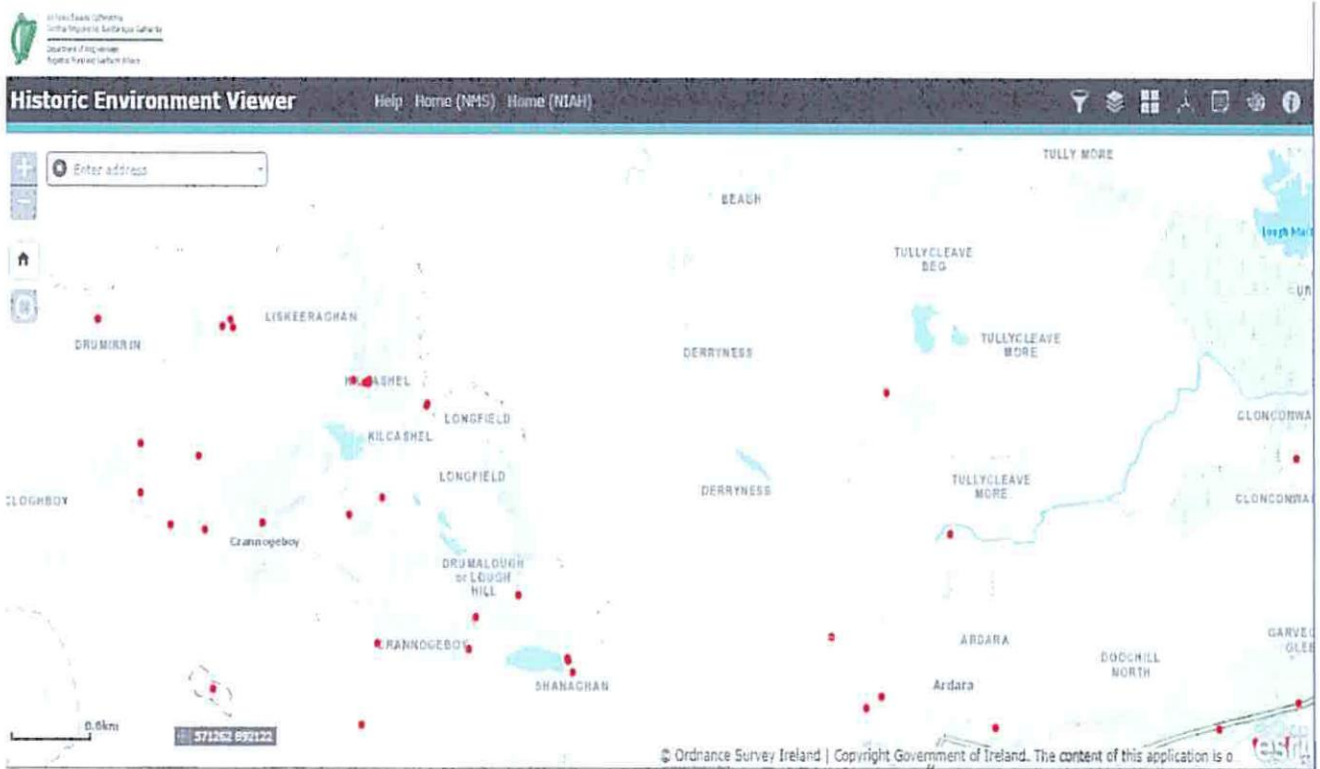 Historic Environment Viewer
Help Home (NMS) Home (NIAH)
Enter address
TULLY MORE
BEAGH
TULLYCLEAVE
BEG
LISKEERAGHAN
DRUMIRRIN
TULLYCLEAVE
MORE
DERRYNESS
KILCASHEL
LONGFIELD
CLONCONWA
KILCASHEL
LONGFIELD
DERRYNESS
TULLYCLEAVE
MORE
CLOGHBOY
CLONCONWA
Crannogeboy
DRUMALOUGH
or LOUGH
HILL
CRANNOGEBOY
ARDARA
GARVEG
GLEB
DOOCHILL
NORTH
SHANAGHAN
Ardara
0.6km
571262 892122
© Ordnance Survey Ireland | Copyright Government of Ireland. The content of this application is o
esri